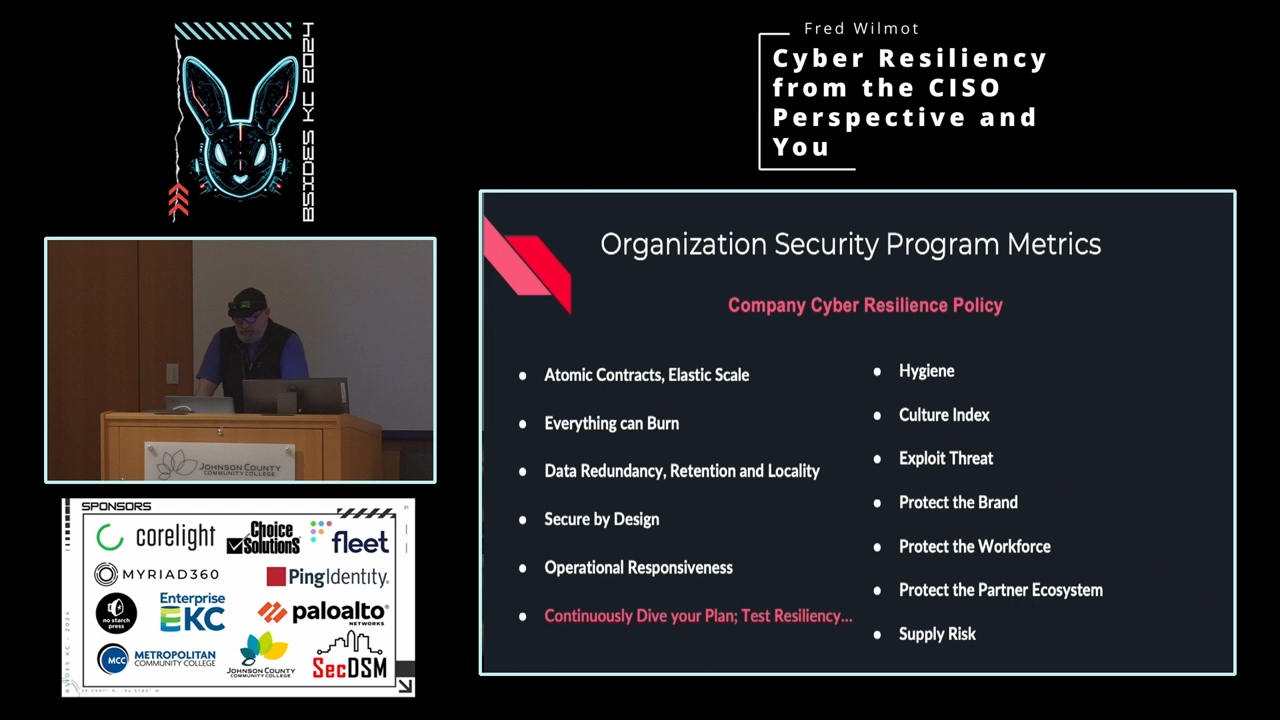 BSIDES KC 2024
Fred Wilmot
Cyber Resiliency
from the CISO
Perspective and
You
JOHNSON COUNTY
COMMUNITY COLLEGE
SPONSORS
corelight
Choice
Solutions
fleet
MYRIAD360
PingIdentity
no starch
press
Enterprise
KC
paloalto
NETWORKS
MCC
METROPOLITAN
COMMUNITY COLLEGE
JOHNSON COUNTY
COMMUNITY COLLEGE
SecDSM
Organization Security Program Metrics
Company Cyber Resilience Policy
• Atomic Contracts, Elastic Scale
• Everything can Burn
• Data Redundancy, Retention and Locality
• Secure by Design
• Operational Responsiveness
• Continuously Dive your Plan; Test Resiliency...
• Hygiene
• Culture Index
• Exploit Threat
• Protect the Brand
• Protect the Workforce
• Protect the Partner Ecosystem
• Supply Risk